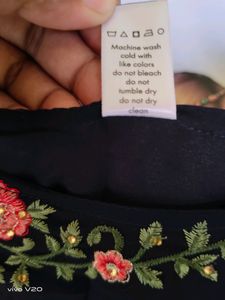 Machine wash
cold with
like colors
do not bleach
do not
tumble dry
do not dry
clean
vivo V20